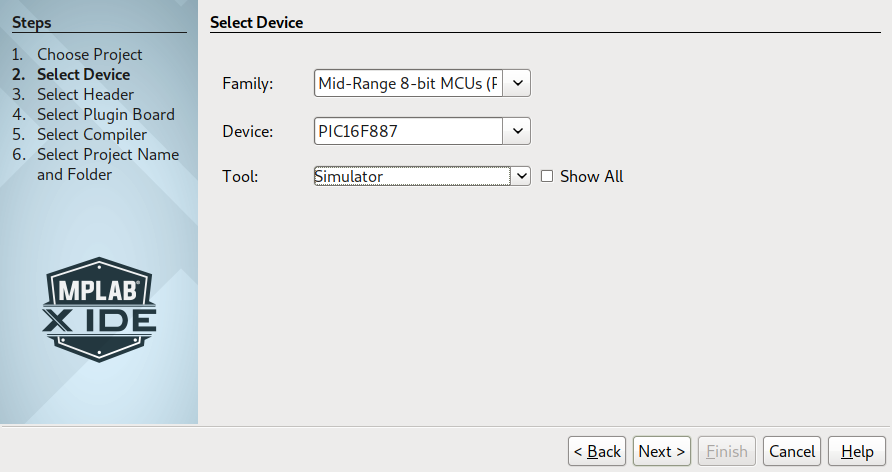 Steps
1. Choose Project
2. Select Device
3. Select Header
4. Select Plugin Board
5. Select Compiler
6. Select Project Name
and Folder
MPLAB®
X IDE
Select Device
Family: Mid-Range 8-bit MCUs (
Device: PIC16F887
Tool: Simulator Show All
< Back Next > Finish Cancel Help